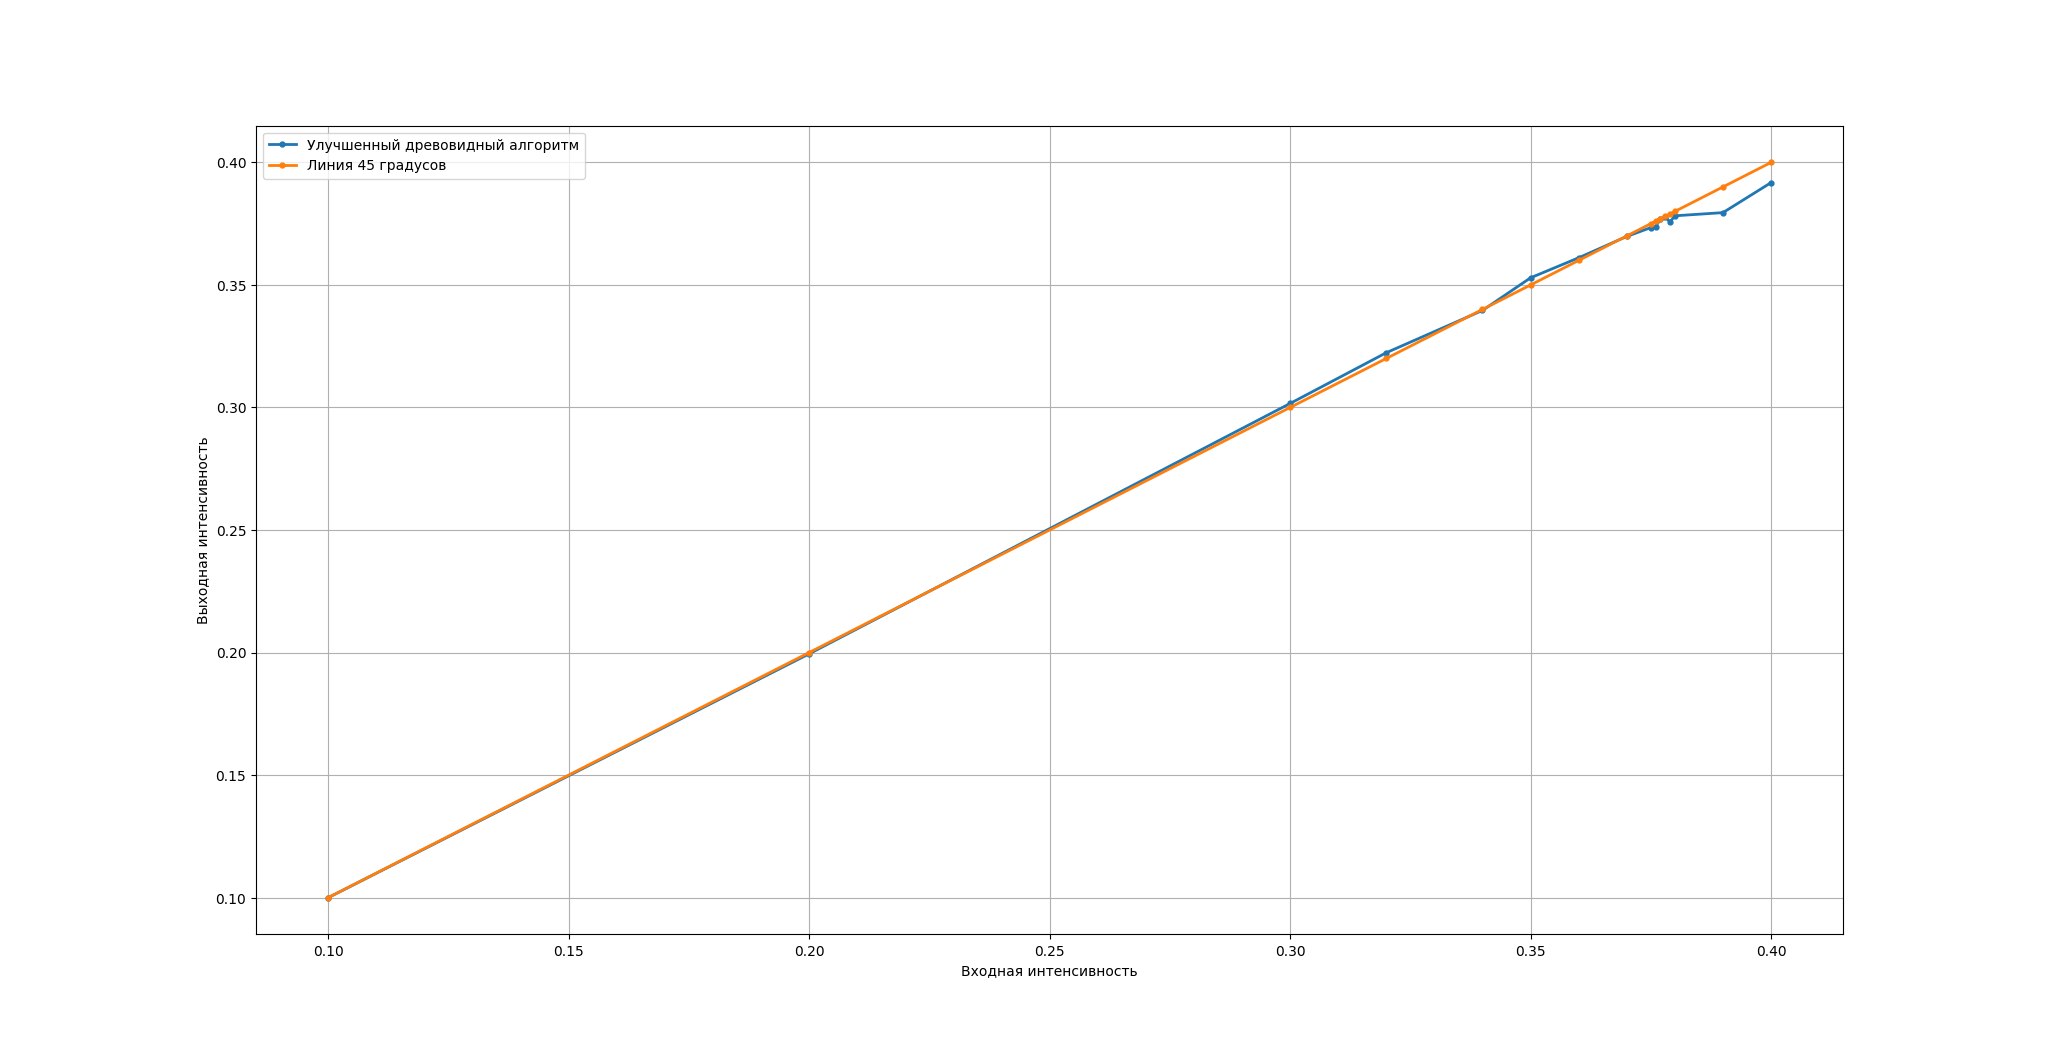 Улучшенный древовидный алгоритм
Линия 45 градусов
0.40
0.35
0.30
0.25
0.20
0.15
0.10
Выходная интенсивность
0.10 0.15 0.20 0.25 0.30 0.35 0.40
Входная интенсивность